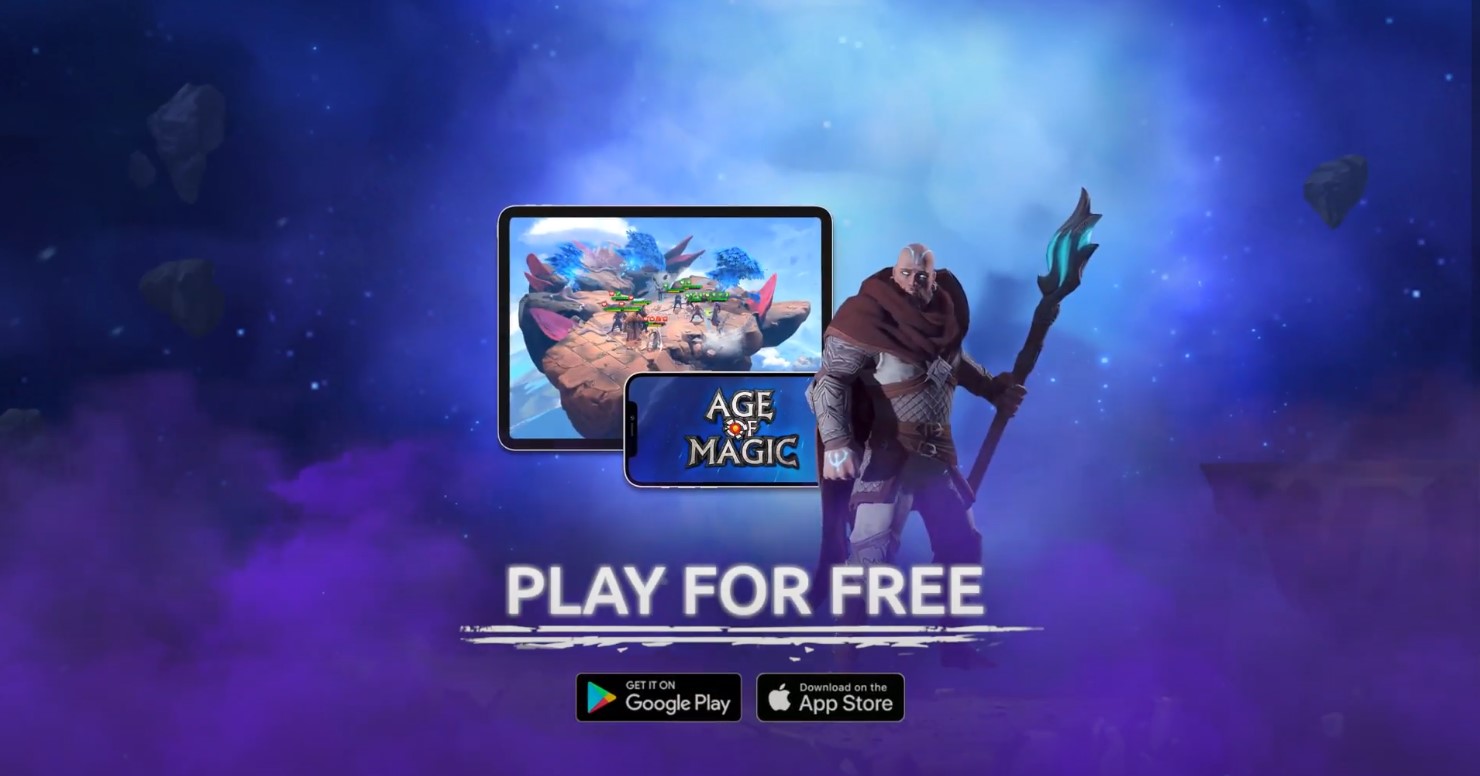 AGE
OF
MAGIC
PLAY FOR FREE
GET IT ON
Google Play
Download on the
App Store